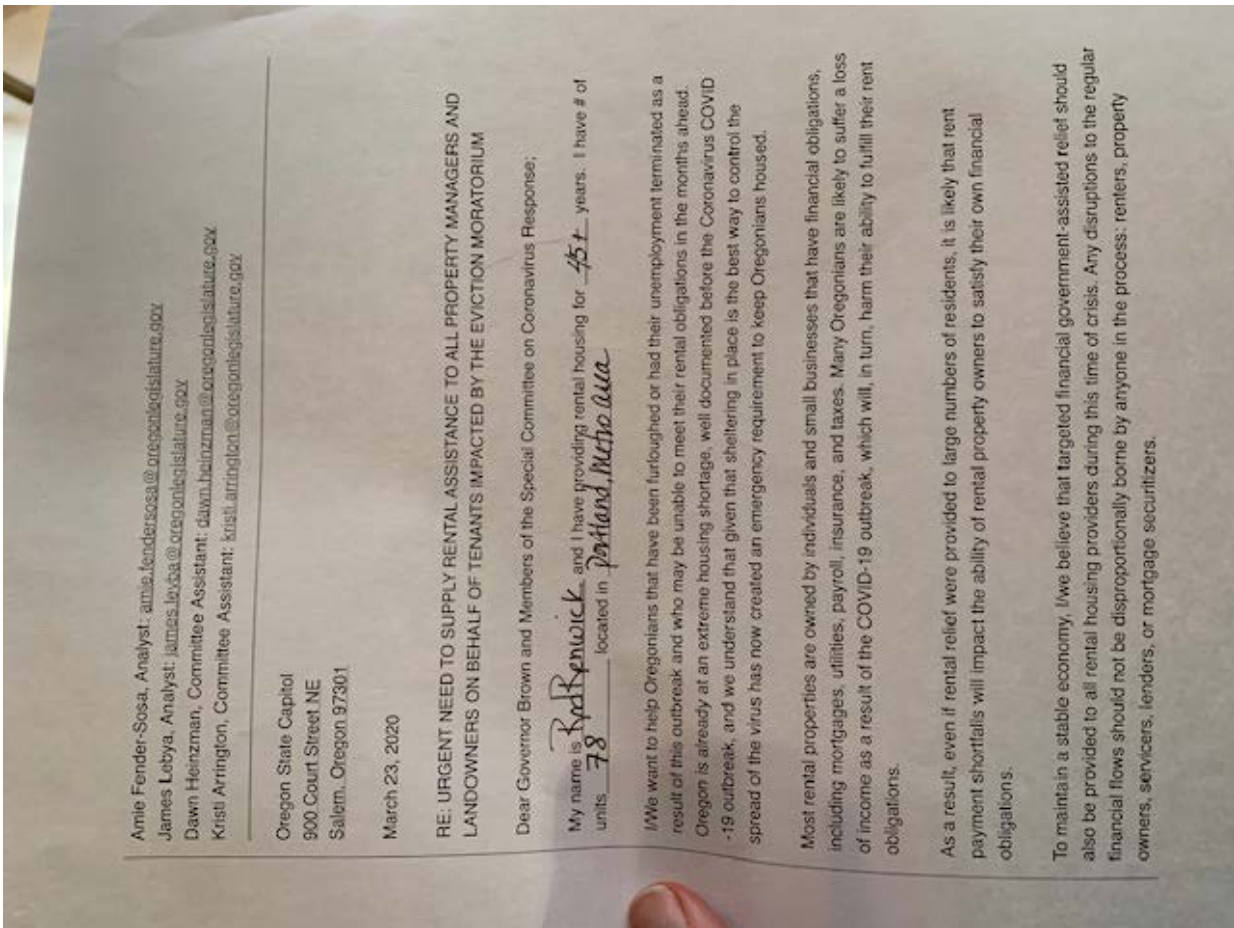 Amie Fender-Sosa, Analyst: amie.fendersosa@oregonlegislature.gov
James Lebya, Analyst: james.leyba@oregonlegislature.gov
Dawn Heinzman, Committee Assistant: dawn.heinzman@oregonlegislature.gov
Kristi Arrington, Committee Assistant: kristi.arrington@oregonlegislature.gov
Oregon State Capitol
900 Court Street NE
Salem, Oregon 97301
March 23, 2020
RE: URGENT NEED TO SUPPLY RENTAL ASSISTANCE TO ALL PROPERTY MANAGERS AND
LANDOWNERS ON BEHALF OF TENANTS IMPACTED BY THE EVICTION MORATORIUM
Dear Governor Brown and Members of the Special Committee on Coronavirus Response;
My name is Rod Renwick and I have providing rental housing for 45+ years. I have # of
units 78 located in Portland, Metro area
I/We want to help Oregonians that have been furloughed or had their unemployment terminated as a
result of this outbreak and who may be unable to meet their rental obligations in the months ahead.
Oregon is already at an extreme housing shortage, well documented before the Coronavirus COVID
-19 outbreak, and we understand that given that sheltering in place is the best way to control the
spread of the virus has now created an emergency requirement to keep Oregonians housed.
Most rental properties are owned by individuals and small businesses that have financial obligations,
including mortgages, utilities, payroll, insurance, and taxes. Many Oregonians are likely to suffer a loss
of income as a result of the COVID-19 outbreak, which will, in turn, harm their ability to fulfill their rent
obligations.
As a result, even if rental relief were provided to large numbers of residents, it is likely that rent
payment shortfalls will impact the ability of rental property owners to satisfy their own financial
obligations.
To maintain a stable economy, I/we believe that targeted financial government-assisted relief should
also be provided to all rental housing providers during this time of crisis. Any disruptions to the regular
financial flows should not be disproportionally borne by anyone in the process: renters, property
owners, servicers, lenders, or mortgage securitizers.